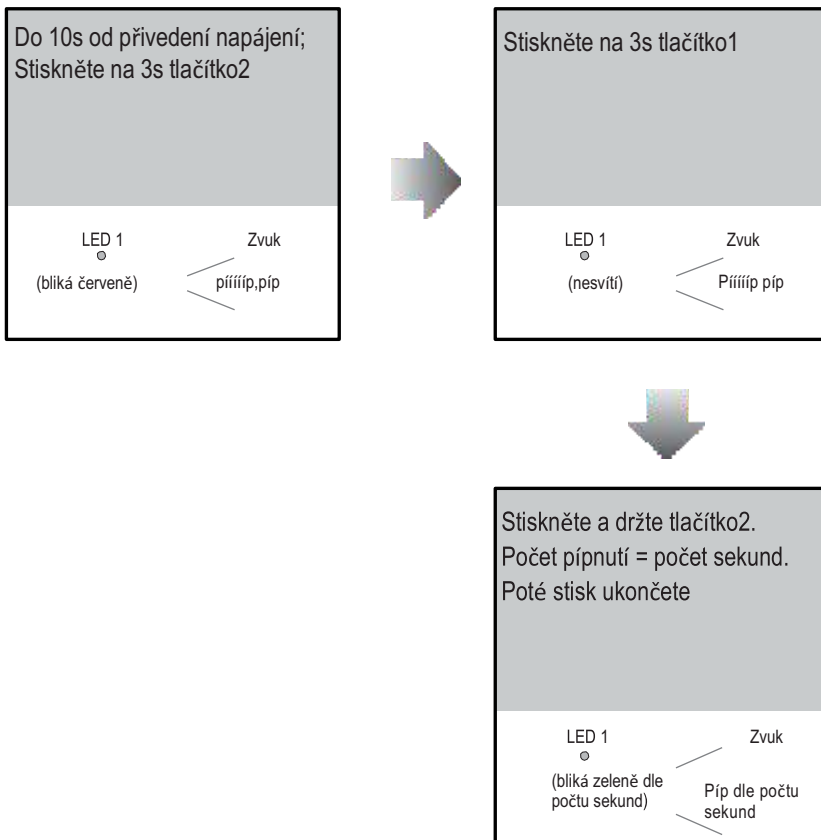 Do 10s od přivedení napájení;
Stiskněte na 3s tlačítko2
LED 1
Zvuk
(bliká červeně)
píííííp,píp
Stiskněte na 3s tlačítko1
LED 1
Zvuk
(nesvítí)
Pííííííp píp
Stiskněte a držte tlačítko2.
Počet pípnutí = počet sekund.
Poté stisk ukončete
LED 1
Zvuk
(bliká zeleně dle
počtu sekund)
Píp dle počtu
sekund